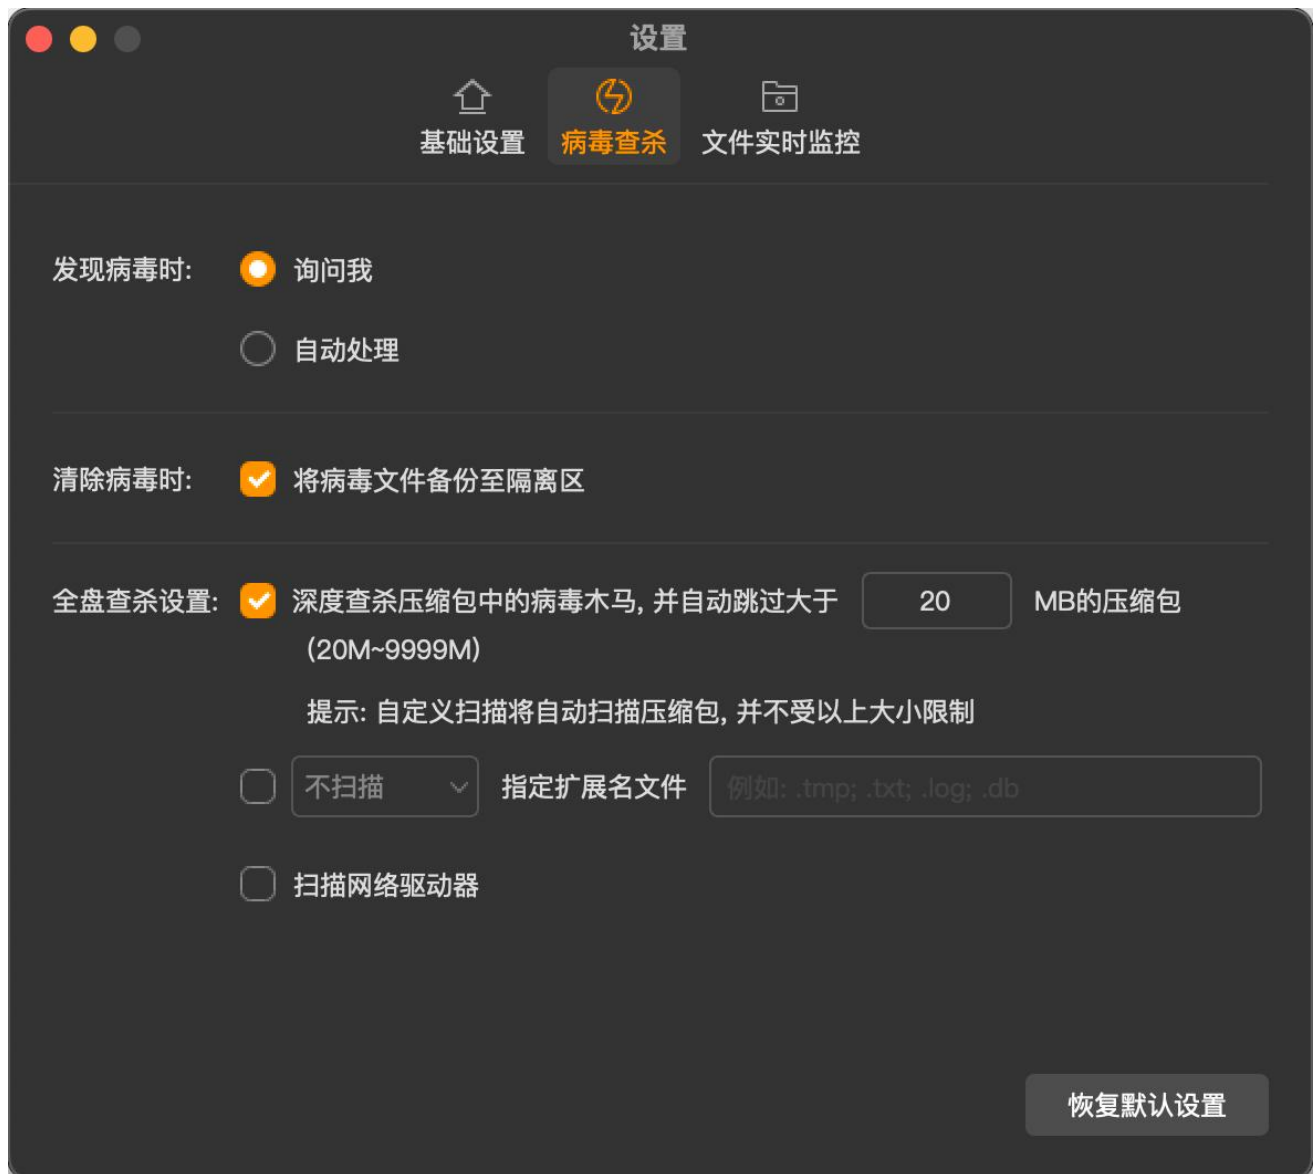 设置
基础设置 病毒查杀 文件实时监控
发现病毒时: 询问我
自动处理
清除病毒时: 将病毒文件备份至隔离区
全盘查杀设置: 深度查杀压缩包中的病毒木马, 并自动跳过大于 20 MB的压缩包
(20M~9999M)
提示: 自定义扫描将自动扫描压缩包, 并不受以上大小限制
不扫描 指定扩展名文件 例如: .tmp; .txt; .log; .db
扫描网络驱动器
恢复默认设置